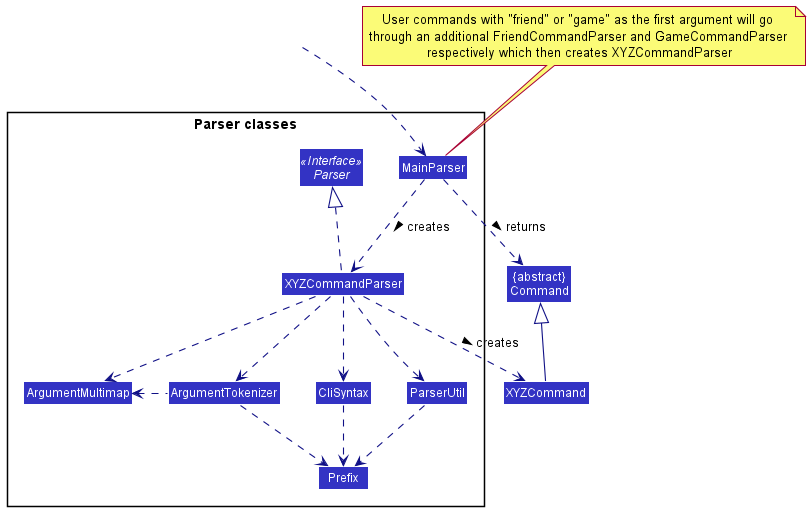 User commands with "friend" or "game" as the first argument will go
through an additional FriendCommandParser and GameCommandParser
respectively which then creates XYZCommandParser
Parser classes
«Interface»
Parser
MainParser
creates
returns
XYZCommandParser
{abstract}
Command
creates
ArgumentMultimap
ArgumentTokenizer
CliSyntax
ParserUtil
XYZCommand
Prefix